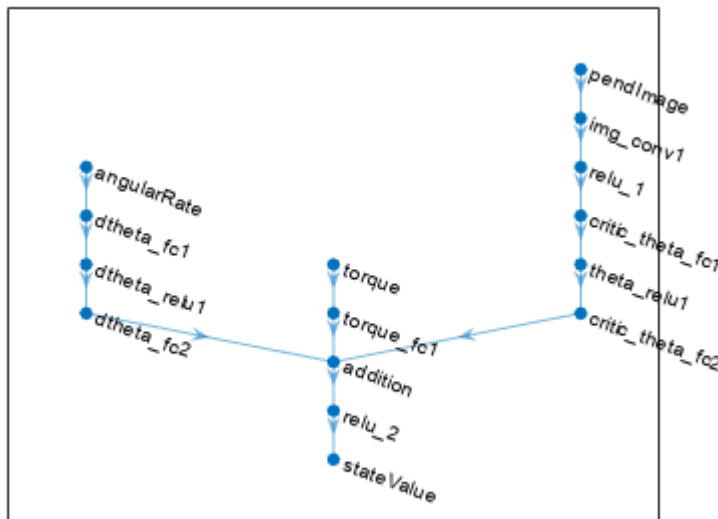 pendImage
img_conv1
relu_1
critic_theta_fc1
theta_relu1
critic_theta_fc2
angularRate
dtheta_fc1
dtheta_relu1
dtheta_fc2
torque
torque_fc1
addition
relu_2
stateValue